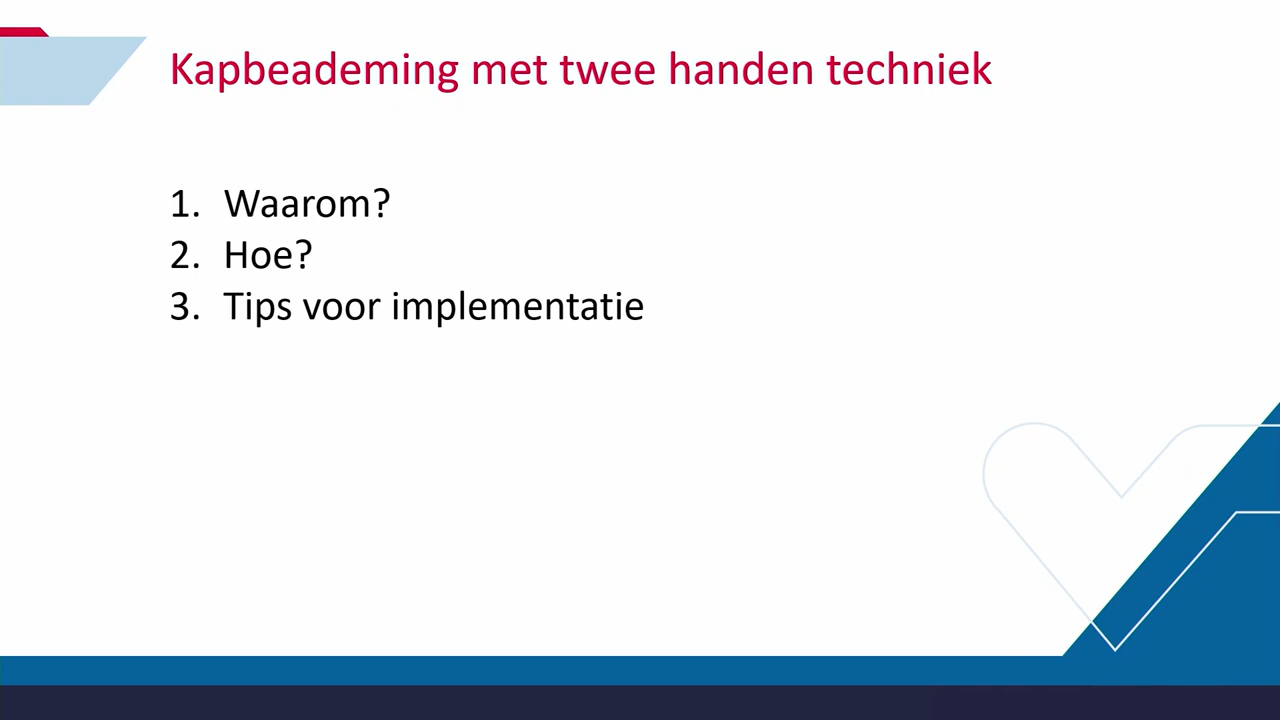 Kapbeademing met twee handen techniek
1. Waarom?
2. Hoe?
3. Tips voor implementatie